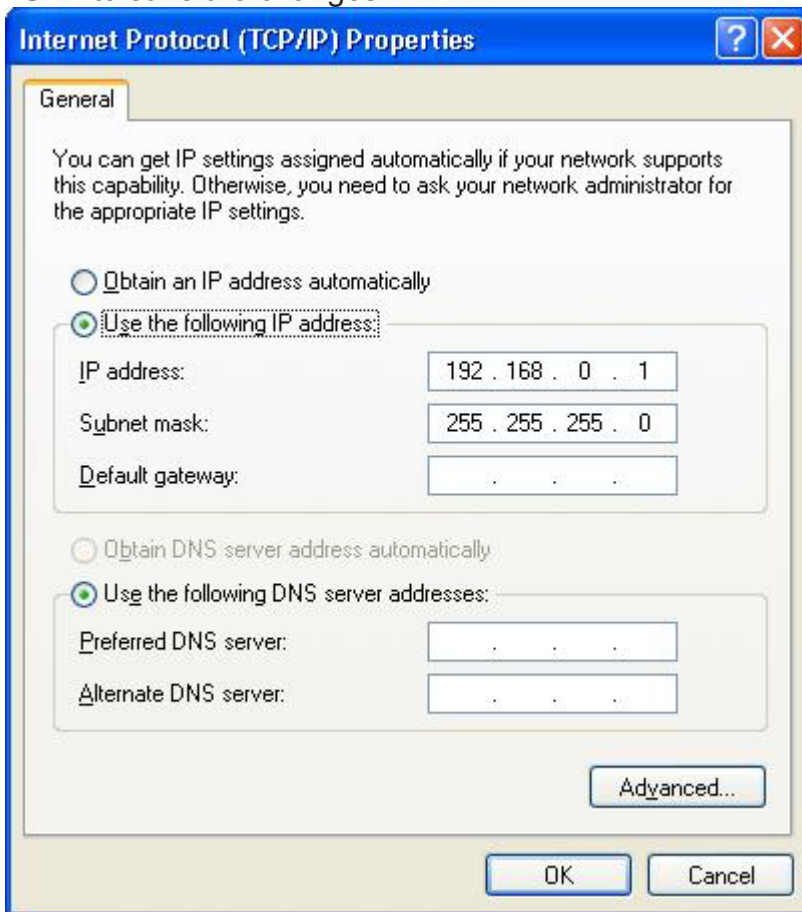 Internet Protocol (TCP/IP) Properties
General
You can get IP settings assigned automatically if your network supports
this capability. Otherwise, you need to ask your network administrator for
the appropriate IP settings.
Obtain an IP address automatically
Use the following IP address:
IP address: 192 . 168 . 0 . 1
Subnet mask: 255 . 255 . 255 . 0
Default gateway: . . .
Obtain DNS server address automatically
Use the following DNS server addresses:
Preferred DNS server: . . .
Alternate DNS server: . . .
Advanced...
OK Cancel